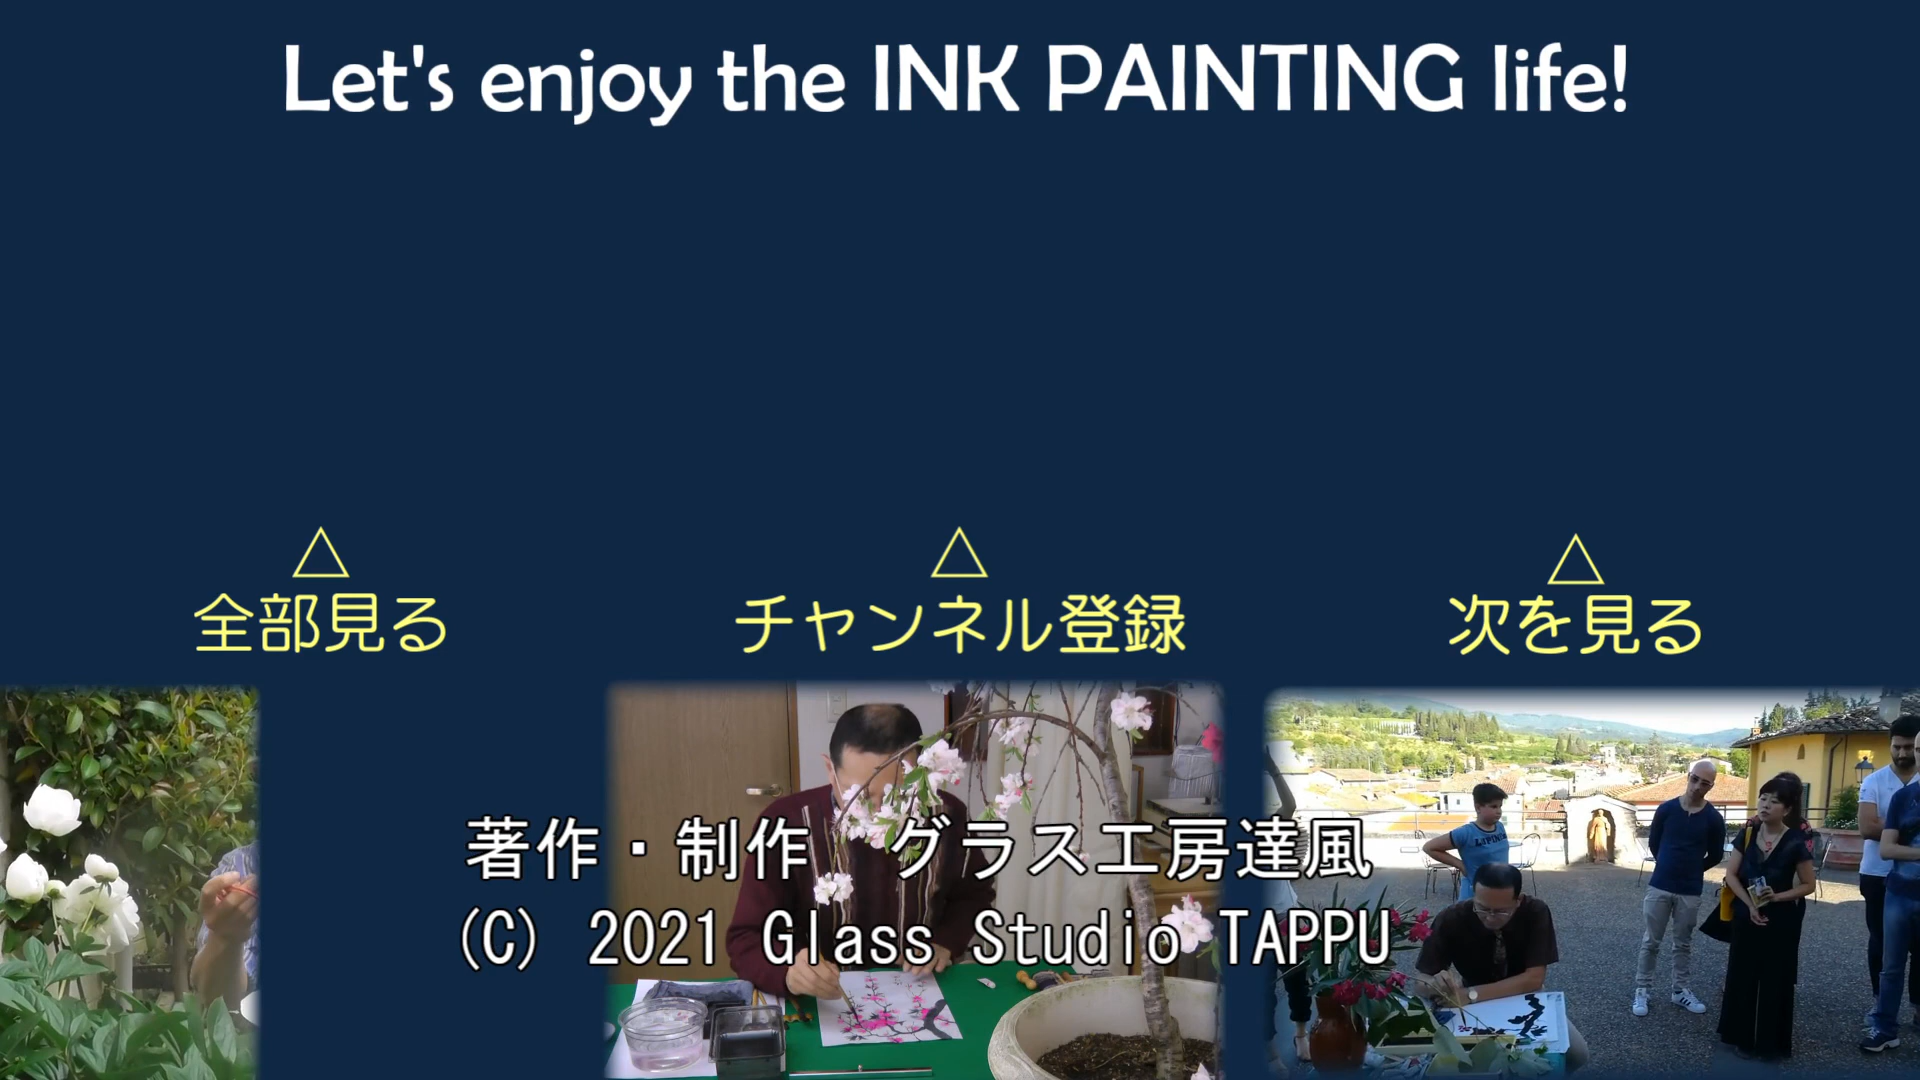 Let's enjoy the INK PAINTING life!
△ △ △
全部見る チャンネル登録 次を見る
著作・制作 グラス工房達風
(C) 2021 Glass Studio TAPPU